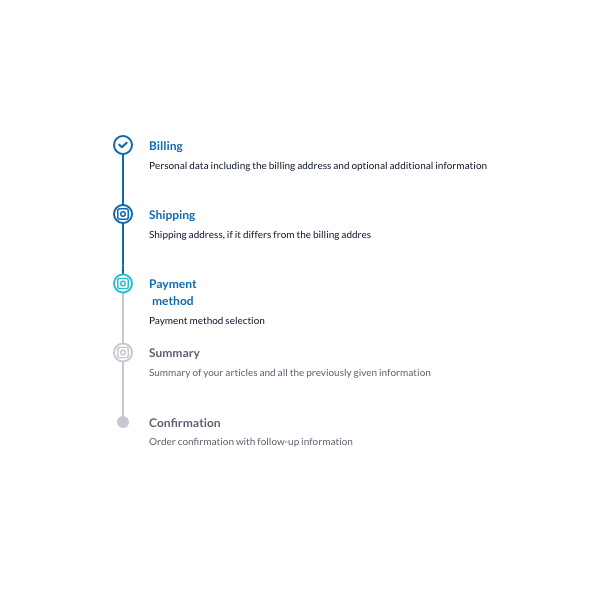 Billing
Personal data including the billing address and optional additional information
Shipping
Shipping address, if it differs from the billing addres
Payment
method
Payment method selection
Summary
Summary of your articles and all the previously given information
Confirmation
Order confirmation with follow-up information